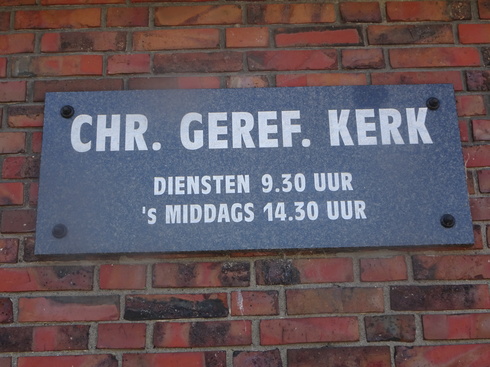 CHR. GEREF. KERK
DIENSTEN 9.30 UUR
's MIDDAGS 14.30 UUR